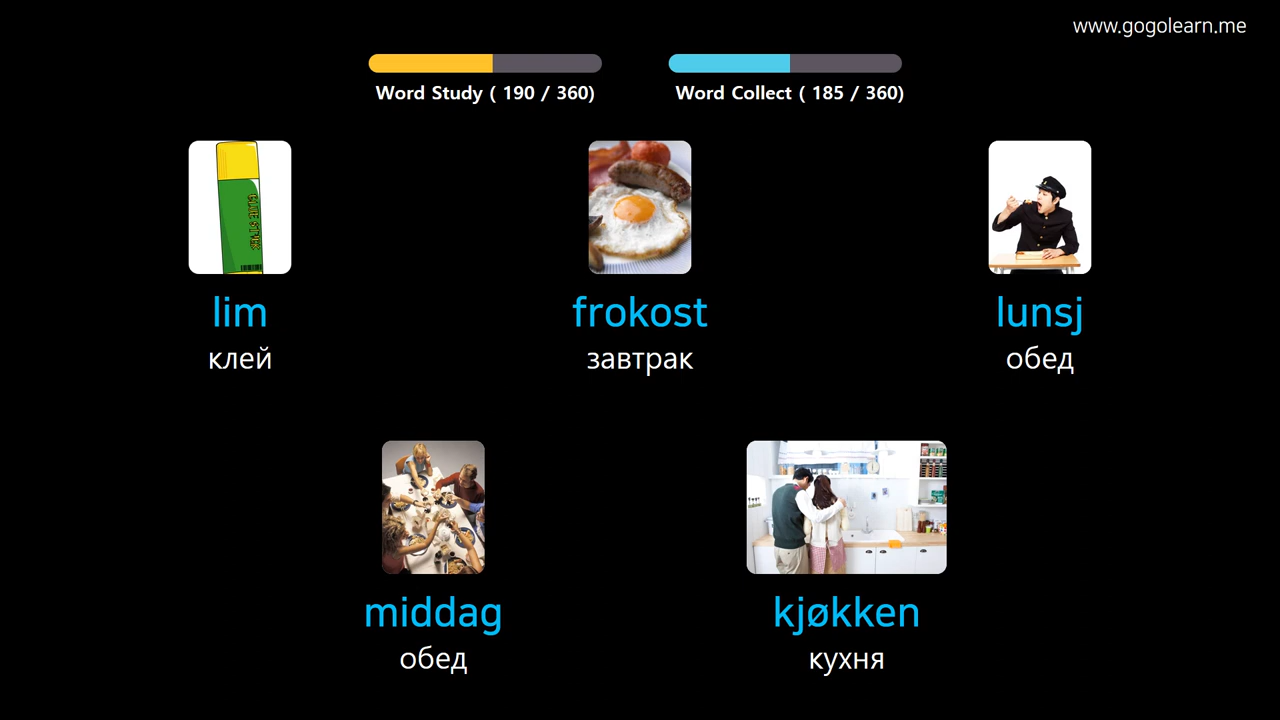 www.gogolearn.me
Word Study ( 190 / 360)
Word Collect ( 185 / 360)
lim
клей
frokost
завтрак
lunsj
обед
middag
обед
kjøkken
кухня